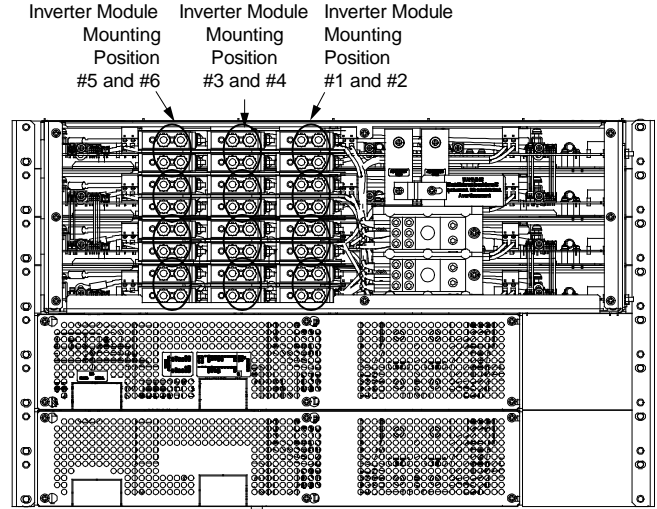 Inverter Module
Mounting
Position
#5 and #6
Inverter Module
Mounting
Position
#3 and #4
Inverter Module
Mounting
Position
#1 and #2